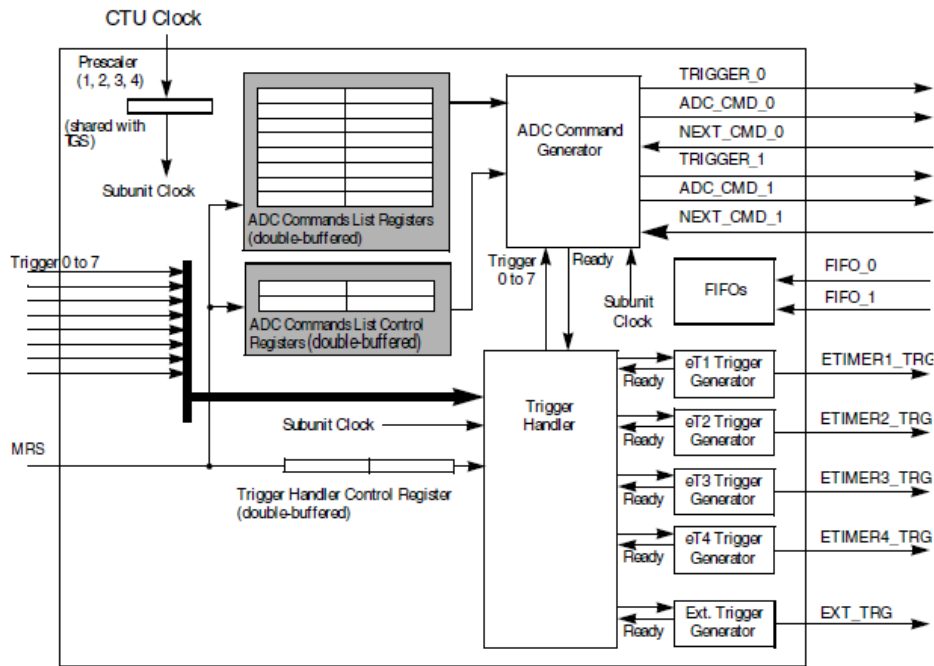 CTU Clock
Prescaler
(1, 2, 3, 4)
(shared with
TGS)
Subunit Clock
ADC Commands List Registers
(double-buffered)
ADC Command
Generator
TRIGGER_0
ADC_CMD_0
NEXT_CMD_0
TRIGGER_1
ADC_CMD_1
NEXT_CMD_1
Trigger 0 to 7
ADC Commands List Control
Registers (double-buffered)
Trigger
0 to 7
Ready
Subunit
Clock
FIFOs
FIFO_0
FIFO_1
Trigger
Handler
Subunit Clock
MRS
Trigger Handler Control Register
(double-buffered)
eT1 Trigger
Generator
Ready
ETIMER1_TRG
eT2 Trigger
Generator
Ready
ETIMER2_TRG
eT3 Trigger
Generator
Ready
ETIMER3_TRG
eT4 Trigger
Generator
Ready
ETIMER4_TRG
Ext. Trigger
Generator
Ready
EXT_TRG